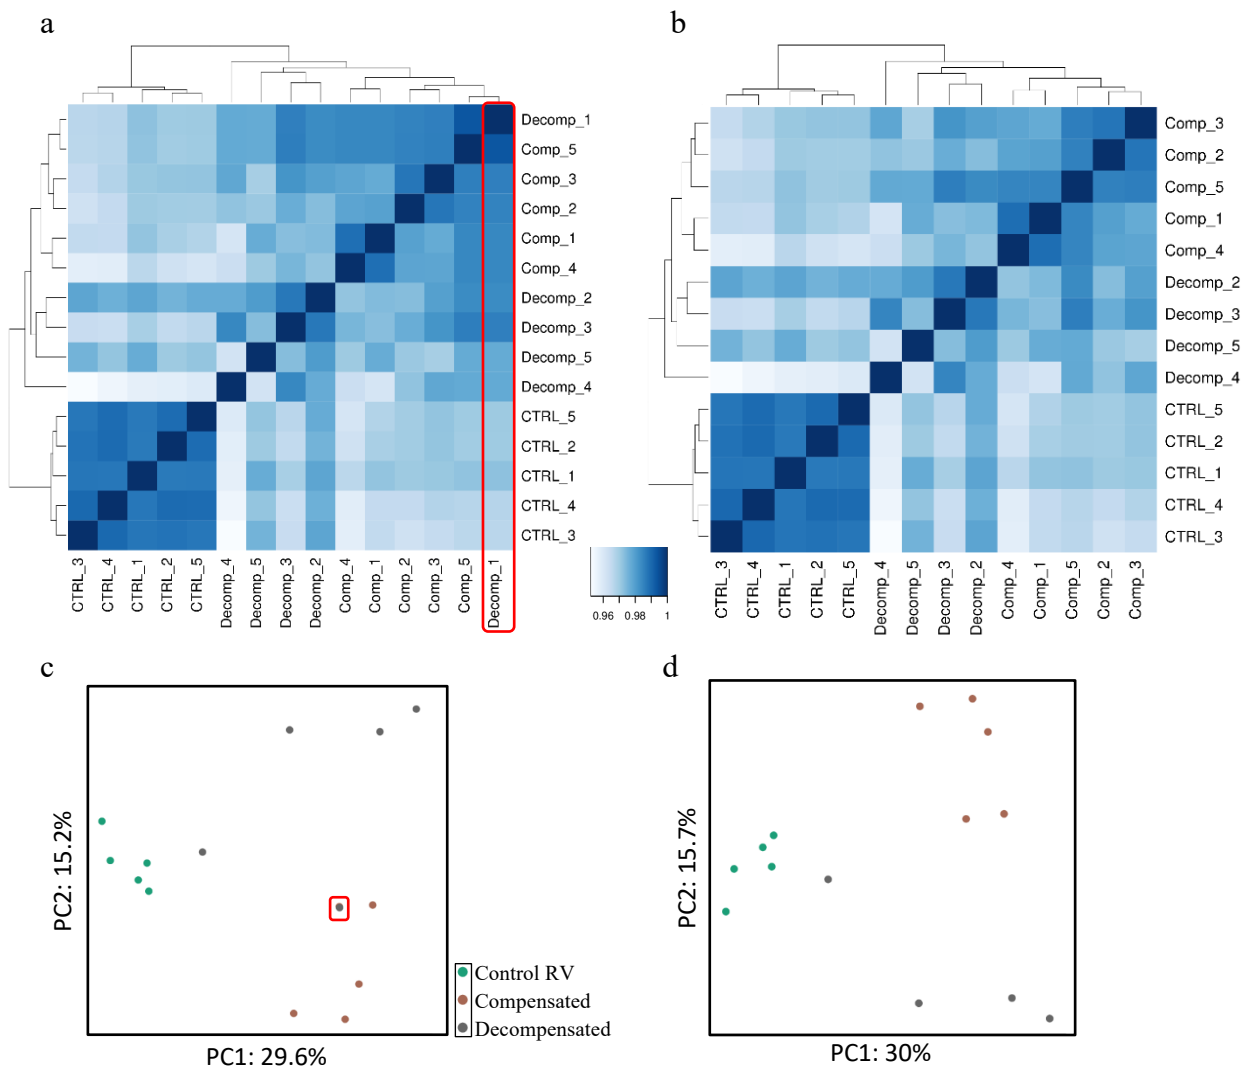 a
b
Decomp_1
Comp_5
Comp_3
Comp_2
Comp_1
Comp_4
Decomp_2
Decomp_3
Decomp_5
Decomp_4
CTRL_5
CTRL_2
CTRL_1
CTRL_4
CTRL_3
CTRL_3
CTRL_4
CTRL_1
CTRL_2
CTRL_5
Decomp_4
Decomp_5
Decomp_3
Decomp_2
Comp_4
Comp_1
Comp_2
Comp_3
Comp_5
Decomp_1
0.96 0.98 1
Comp_3
Comp_2
Comp_5
Comp_1
Comp_4
Decomp_2
Decomp_3
Decomp_5
Decomp_4
CTRL_5
CTRL_2
CTRL_1
CTRL_4
CTRL_3
CTRL_3
CTRL_4
CTRL_1
CTRL_2
CTRL_5
Decomp_4
Decomp_5
Decomp_3
Decomp_2
Comp_4
Comp_1
Comp_5
Comp_2
Comp_3
c
PC2: 15.2%
PC1: 29.6%
Control RV
Compensated
Decompensated
d
PC2: 15.7%
PC1: 30%